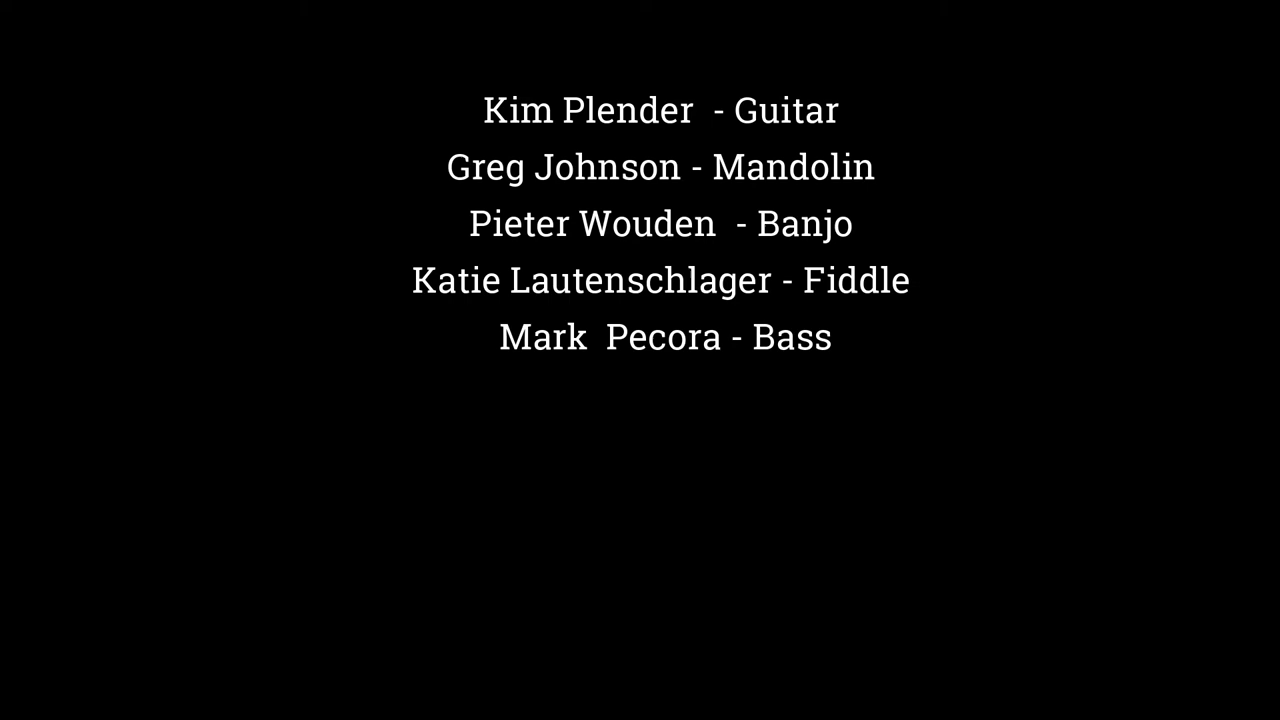 Kim Plender  - Guitar
Greg Johnson - Mandolin
Pieter Wouden  - Banjo
Katie Lautenschlager - Fiddle
Mark  Pecora - Bass